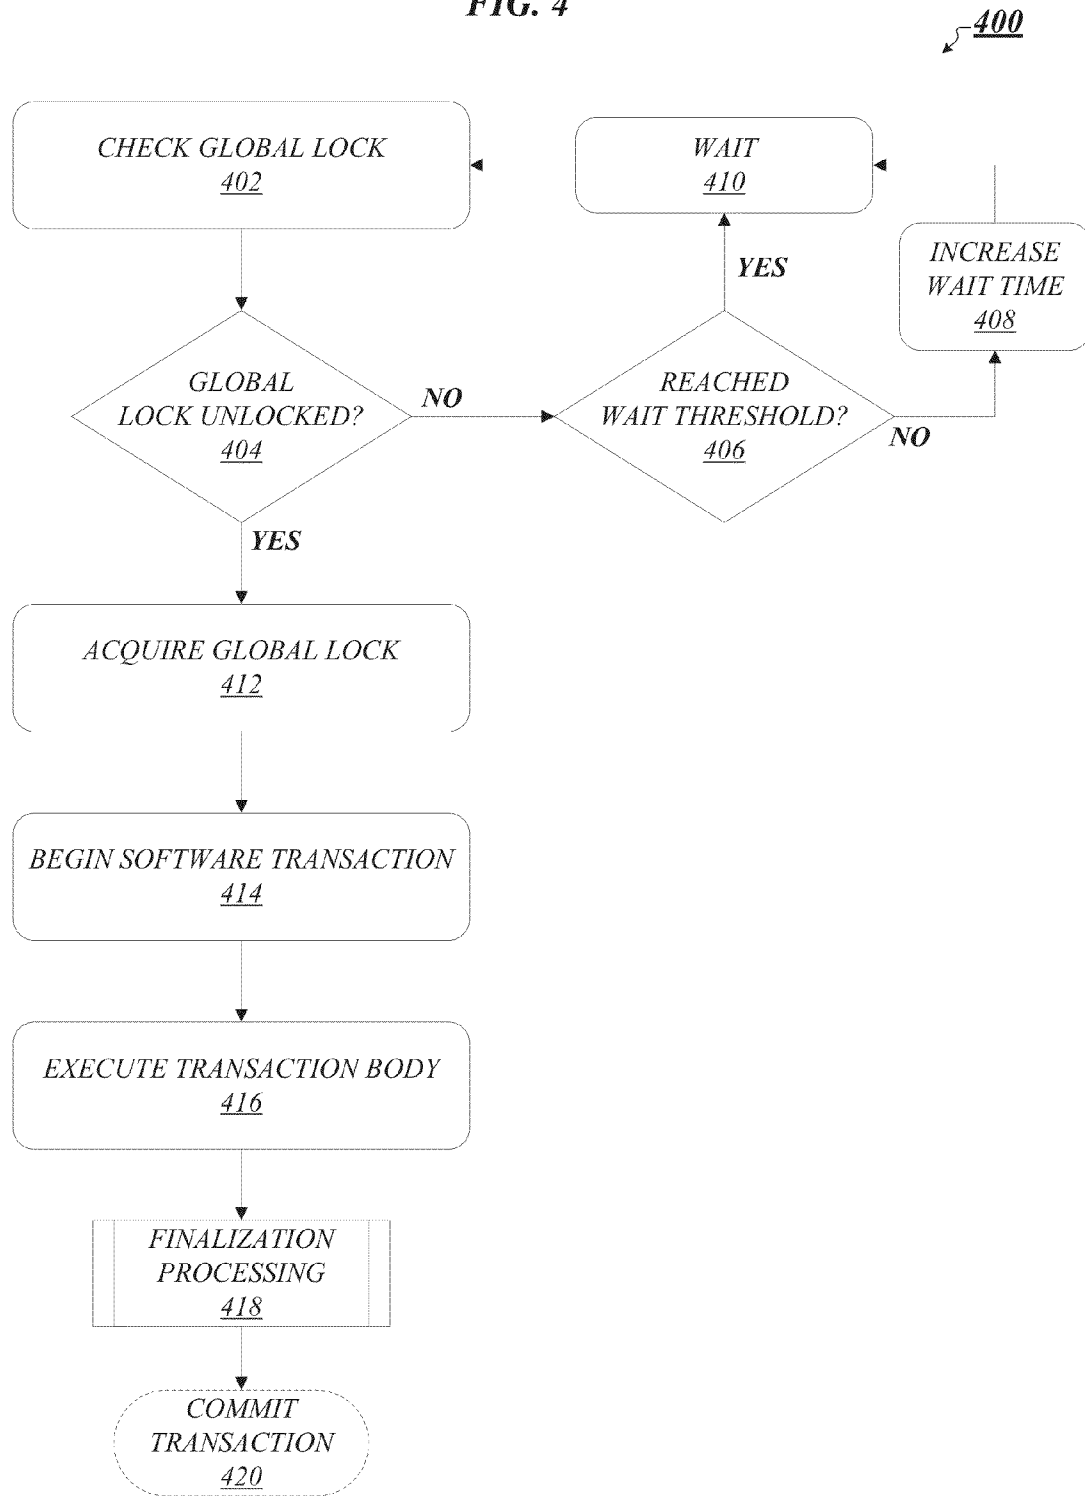 FIG. 4
400
CHECK GLOBAL LOCK
402
WAIT
410
INCREASE
WAIT TIME
408
YES
GLOBAL
LOCK UNLOCKED?
404
NO
REACHED
WAIT THRESHOLD?
406
NO
YES
ACQUIRE GLOBAL LOCK
412
BEGIN SOFTWARE TRANSACTION
414
EXECUTE TRANSACTION BODY
416
FINALIZATION
PROCESSING
418
COMMIT
TRANSACTION
420